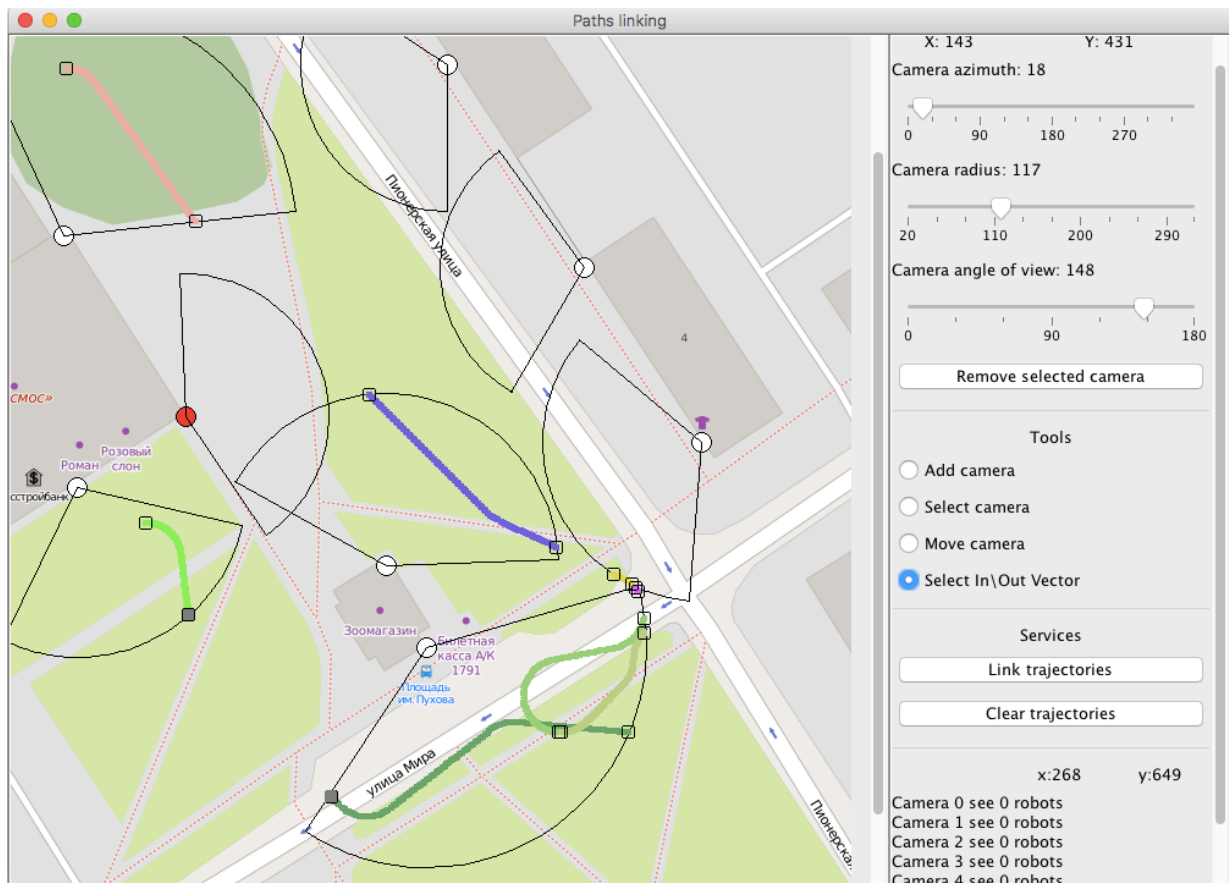 Paths linking
X: 143 Y: 431
Camera azimuth: 18
0 90 180 270
Camera radius: 117
20 110 200 290
Camera angle of view: 148
0 90 180
Remove selected camera
Tools
Add camera
Select camera
Move camera
Select In\Out Vector
Services
Link trajectories
Clear trajectories
x:268 y:649
Camera 0 see 0 robots
Camera 1 see 0 robots
Camera 2 see 0 robots
Camera 3 see 0 robots
Camera 4 see 0 robots
Пионерская улица
4
смос»
Розовый
слон
Роман
$
сстройбанк
Зоомагазин
Билетная
касса А/К
1791
Площадь
им. Пухова
улица Мира
Пионерска